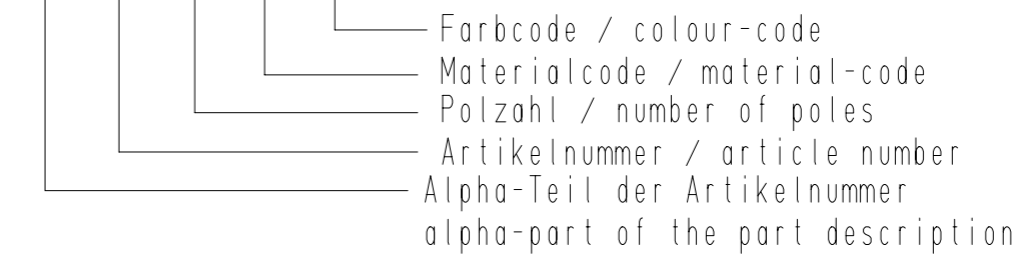 Farbcode / colour-code
Materialcode / material-code
Polzahl / number of poles
Artikelnummer / article number
Alpha-Teil der Artikelnummer
alpha-part of the part description